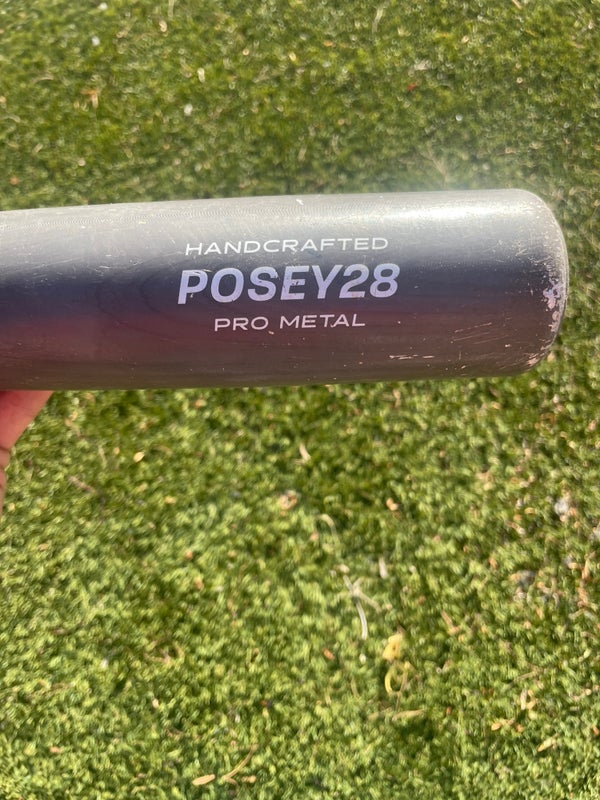 HANDCRAFTED
POSEY28
PRO METAL